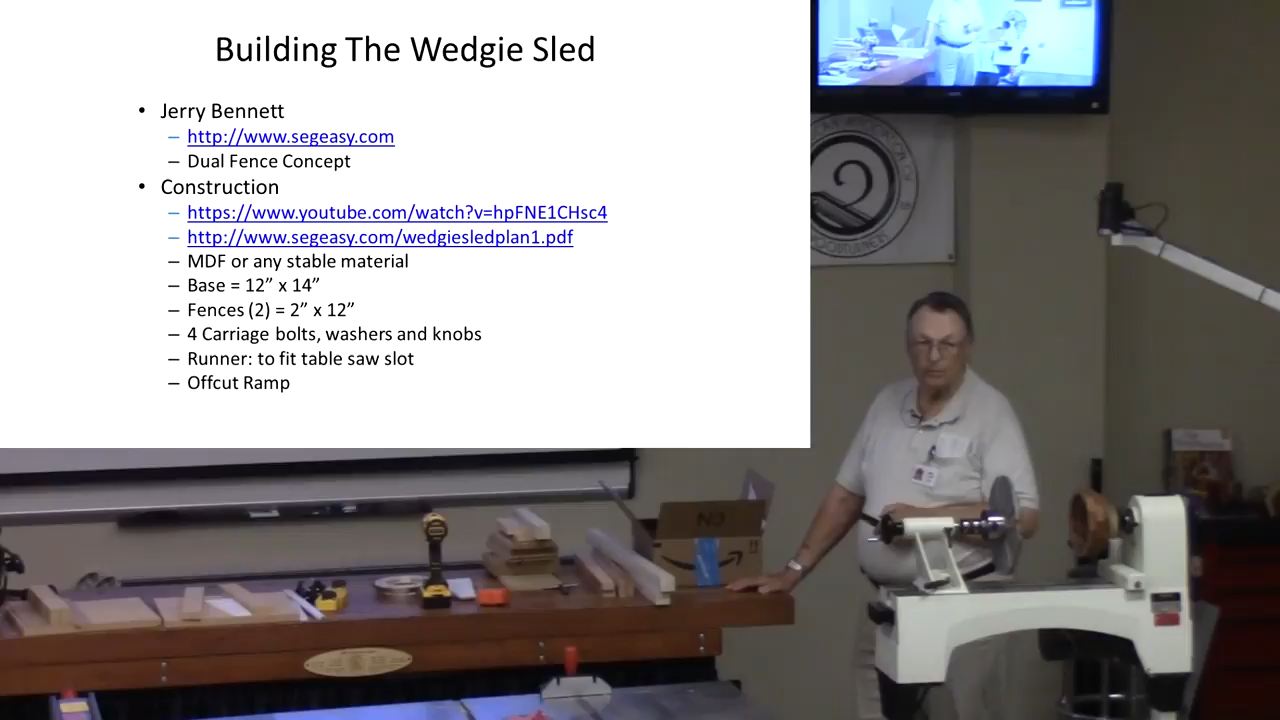 Building The Wedgie Sled
• Jerry Bennett
– http://www.segeasy.com
– Dual Fence Concept
• Construction
– https://www.youtube.com/watch?v=hpFNE1CHsc4
– http://www.segeasy.com/wedgiesledplan1.pdf
– MDF or any stable material
– Base = 12” x 14”
– Fences (2) = 2” x 12”
– 4 Carriage bolts, washers and knobs
– Runner: to fit table saw slot
– Offcut Ramp